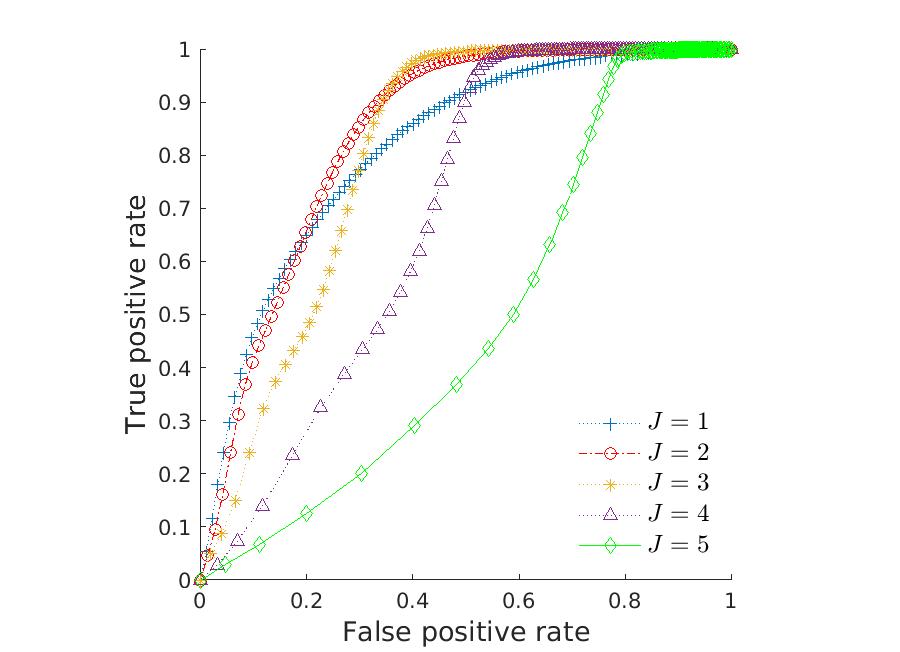 True positive rate
1
0.9
0.8
0.7
0.6
0.5
0.4
0.3
0.2
0.1
0
0 0.2 0.4 0.6 0.8 1
False positive rate
J = 1
J = 2
J = 3
J = 4
J = 5